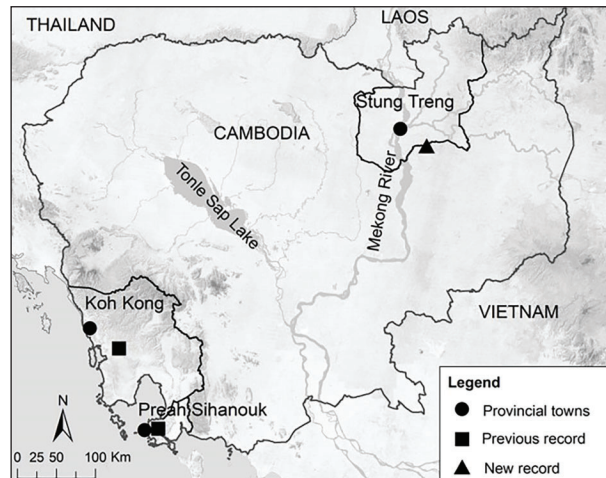 THAILAND
LAOS
Stung Treng
CAMBODIA
Mekong River
Tonle Sap Lake
Koh Kong
VIETNAM
Preah Sihanouk
N
0 25 50 100 Km
Legend
Provincial towns
Previous record
New record